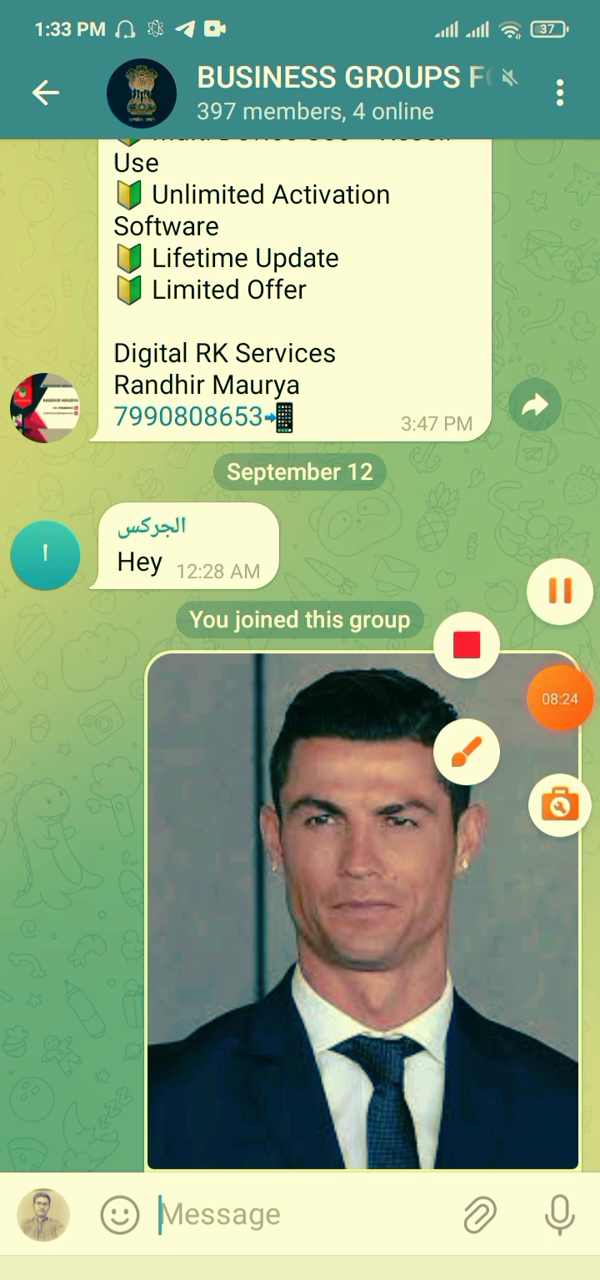 1:33 PM
37
BUSINESS GROUPS F
397 members, 4 online
Use
🔰 Unlimited Activation
Software
🔰 Lifetime Update
🔰 Limited Offer
Digital RK Services
Randhir Maurya
7990808653📲
3:47 PM
September 12
ا
الجركس
Hey
12:28 AM
You joined this group
08:24
Message